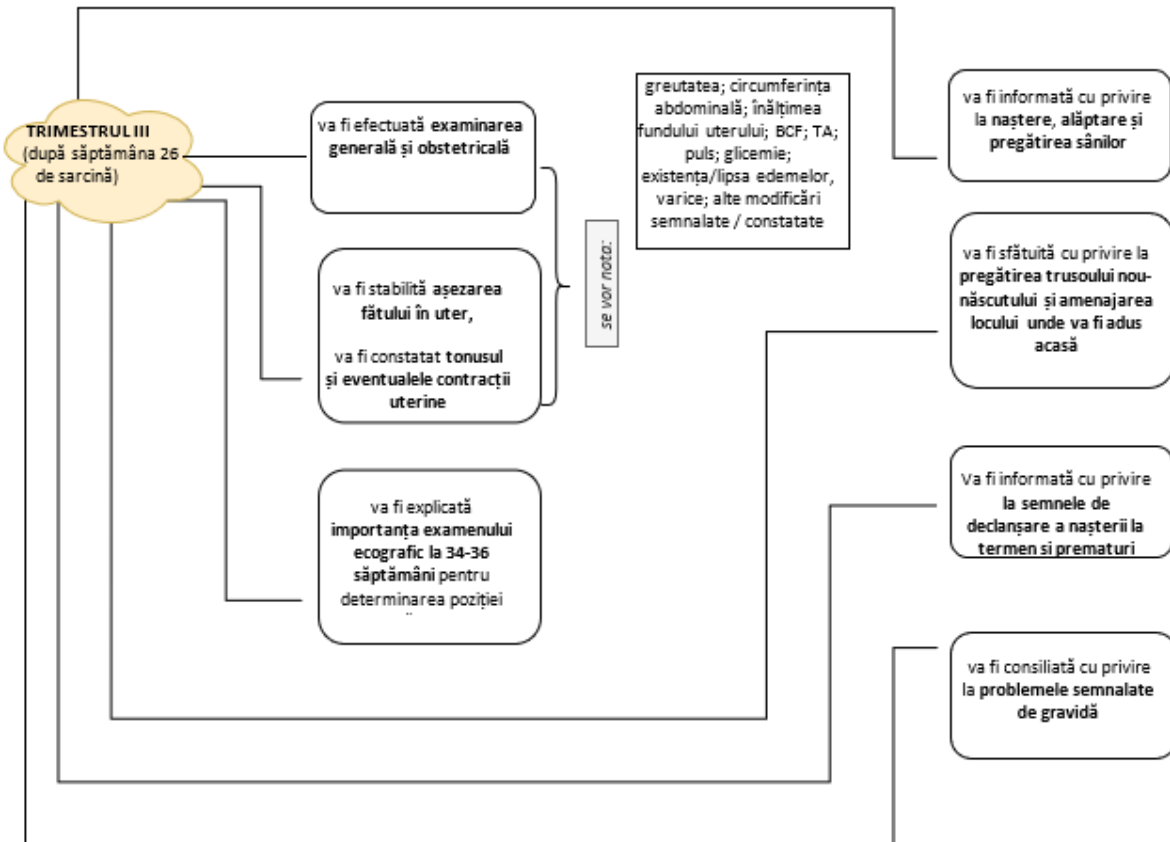 TRIMESTRUL III
(după săptămâna 26
de sarcină)
va fi efectuată examinarea
generală și obstetricală
va fi stabilită așezarea
fătului în uter,
va fi constatat tonusul
și eventualele contracții
uterine
va fi explicată
importanța examenului
ecografic la 34-36
săptămâni pentru
determinarea poziției
se vor nota:
greutatea; circumferința
abdominală; înălțimea
fundului uterului; BCF; TA;
puls; glicemie;
existența/lipsa edemelor,
varice; alte modificări
semnalate / constatate
va fi informată cu privire
la naștere, alăptare și
pregătirea sânilor
va fi sfătuită cu privire la
pregătirea trusoului nou-
născutului și amenajarea
locului unde va fi adus
acasă
Va fi informată cu privire
la semnele de
declanșare a nașterii la
termen si prematuri
va fi consiliată cu privire
la problemele semnalate
de gravidă